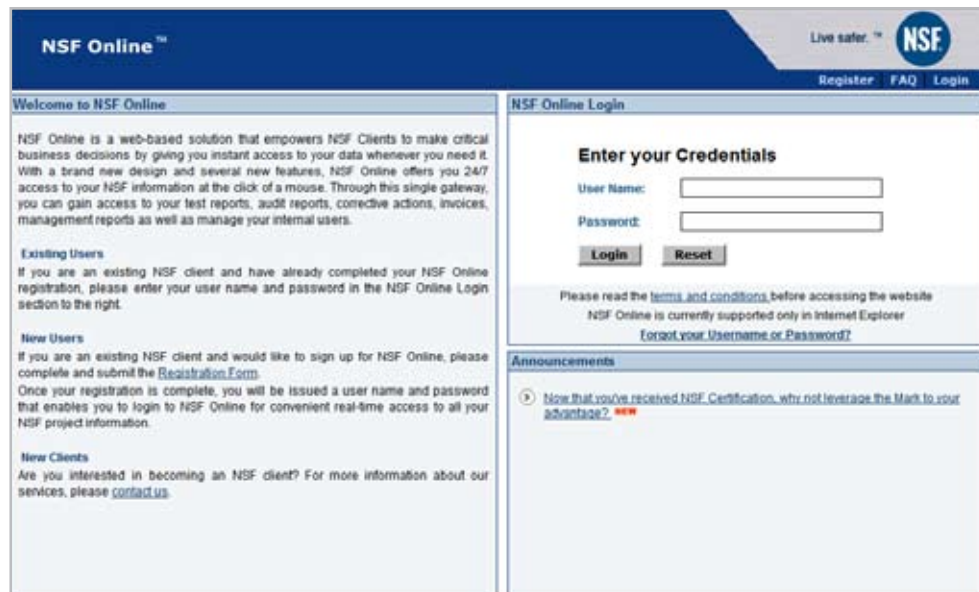 NSF Online™
Live safer.™
NSF
Register FAQ Login
Welcome to NSF Online
NSF Online is a web-based solution that empowers NSF Clients to make critical
business decisions by giving you instant access to your data whenever you need it.
With a brand new design and several new features, NSF Online offers you 24/7
access to your NSF information at the click of a mouse. Through this single gateway,
you can gain access to your test reports, audit reports, corrective actions, invoices,
management reports as well as manage your internal users.
Existing Users
If you are an existing NSF client and have already completed your NSF Online
registration, please enter your user name and password in the NSF Online Login
section to the right.
New Users
If you are an existing NSF client and would like to sign up for NSF Online, please
complete and submit the Registration Form.
Once your registration is complete, you will be issued a user name and password
that enables you to login to NSF Online for convenient real-time access to all your
NSF project information.
New Clients
Are you interested in becoming an NSF client? For more information about our
services, please contact us.
NSF Online Login
Enter your Credentials
User Name:
Password:
Login Reset
Please read the terms and conditions before accessing the website
NSF Online is currently supported only in Internet Explorer
Forgot your Username or Password?
Announcements
Now that you've received NSF Certification, why not leverage the Mark to your
advantage? NEW